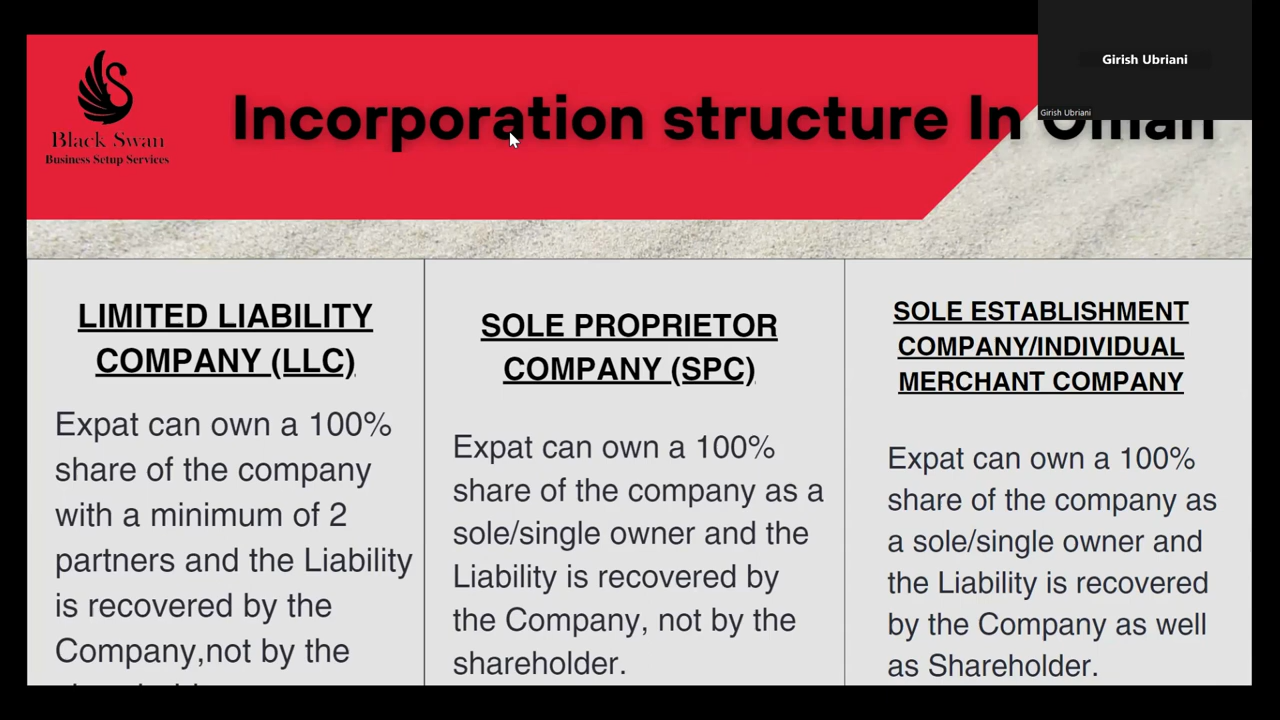 Girish Ubriani
Girish Ubriani
Black Swan
Business Setup Services
Incorporation structure In Oman
LIMITED LIABILITY
COMPANY (LLC)
Expat can own a 100%
share of the company
with a minimum of 2
partners and the Liability
is recovered by the
Company,not by the
SOLE PROPRIETOR
COMPANY (SPC)
Expat can own a 100%
share of the company as a
sole/single owner and the
Liability is recovered by
the Company, not by the
shareholder.
SOLE ESTABLISHMENT
COMPANY/INDIVIDUAL
MERCHANT COMPANY
Expat can own a 100%
share of the company as
a sole/single owner and
the Liability is recovered
by the Company as well
as Shareholder.